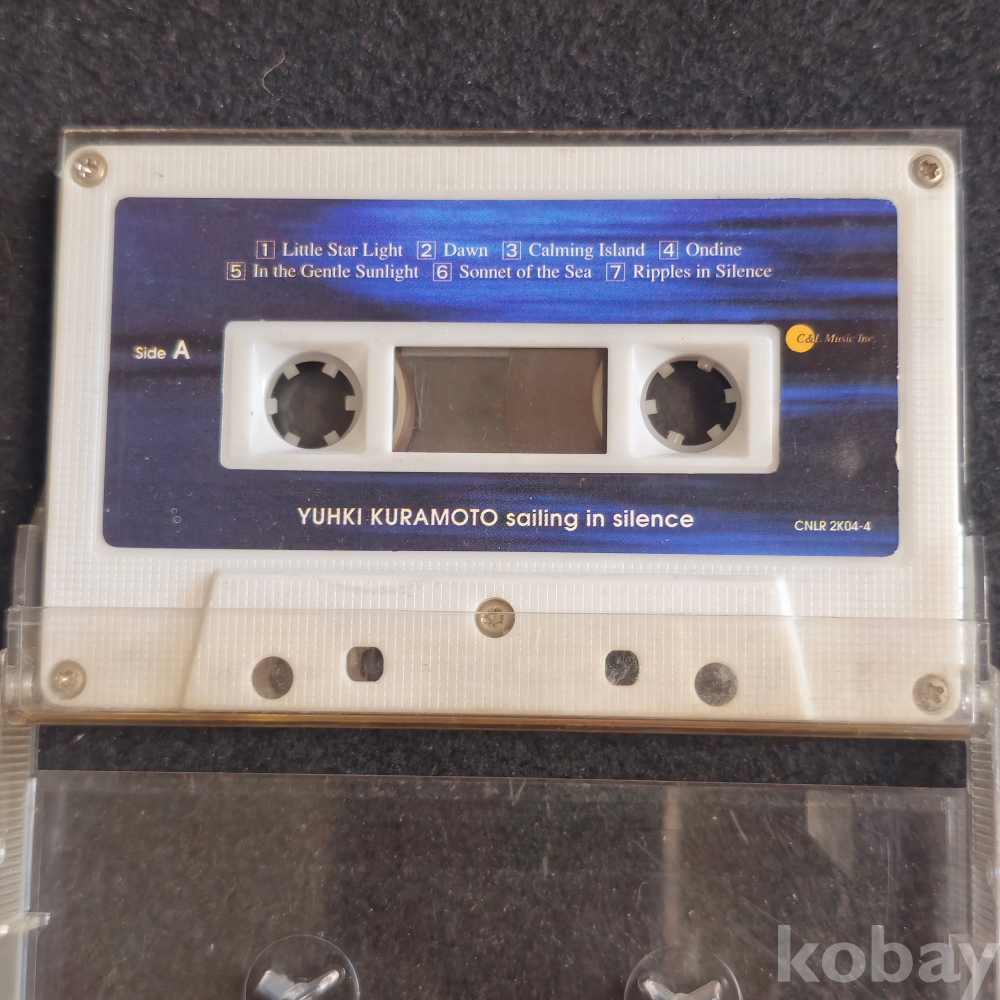 1 Little Star Light 2 Dawn 3 Calming Island 4 Ondine
5 In the Gentle Sunlight 6 Sonnet of the Sea 7 Ripples in Silence
Side A
C&L Music Inc.
YUHKI KURAMOTO sailing in silence
CNLR 2K04-4
kobay